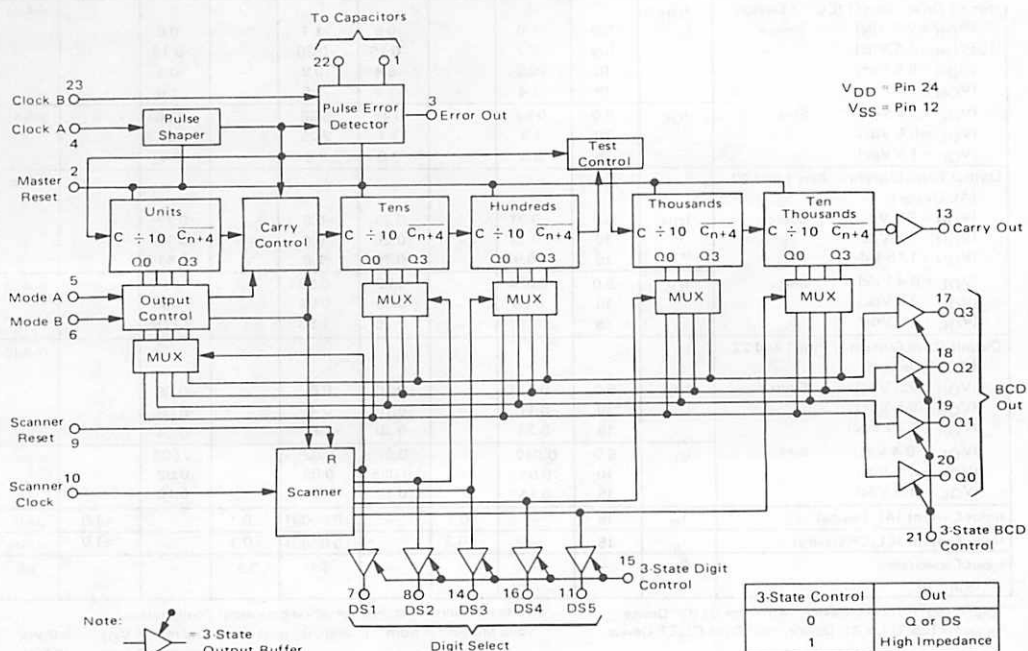 To Capacitors
22 1
23
Clock B
Clock A
4
Pulse Shaper
Pulse Error Detector
3
Error Out
VDD = Pin 24
VSS = Pin 12
Test Control
2
Master Reset
Units
C ÷10 Cn+4
Q0 Q3
Carry Control
Tens
C ÷10 Cn+4
Q0 Q3
Hundreds
C ÷10 Cn+4
Q0 Q3
Thousands
C ÷10 Cn+4
Q0 Q3
Ten Thousands
C ÷10 Cn+4
Q0 Q3
13
Carry Out
5
Mode A
Mode B
6
Output Control
MUX
MUX
MUX
MUX
MUX
17
Q3
18
Q2
19
Q1
20
Q0
BCD Out
Scanner Reset
9
Scanner Clock
10
R
Scanner
21
3-State BCD Control
15
3-State Digit Control
7 8 14 16 11
DS1 DS2 DS3 DS4 DS5
Digit Select
Note:
= 3-State Output Buffer
3-State Control Out
0 Q or DS
1 High Impedance